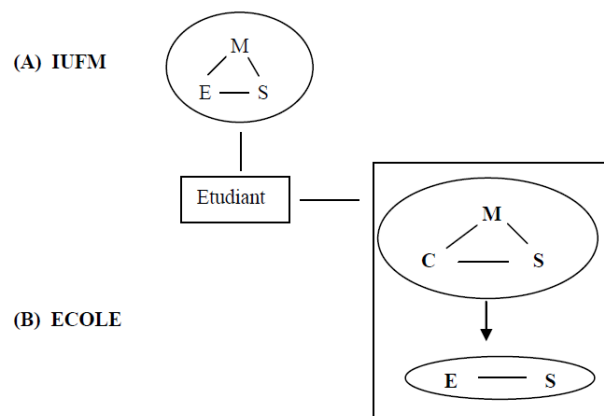 M
(A) IUFM
E S
Etudiant
M
C S
(B) ECOLE
E S